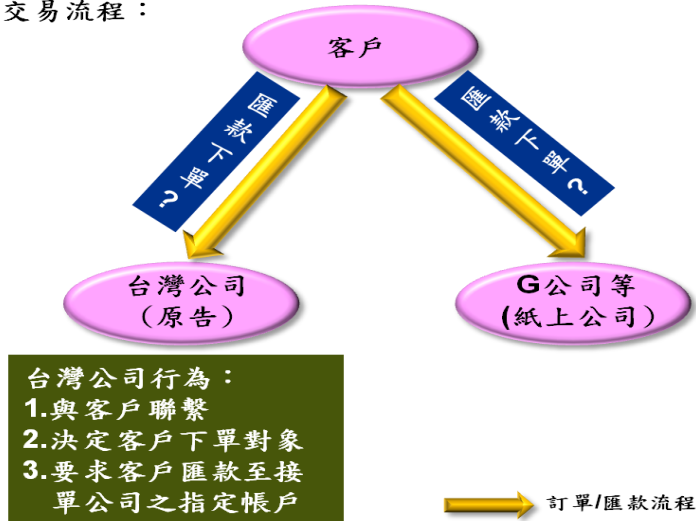 交易流程：
客戶
匯款下單？
匯款下單？
台灣公司
（原告）
G公司等
(紙上公司）
台灣公司行為：
1.與客戶聯繫
2.決定客戶下單對象
3.要求客戶匯款至接
單公司之指定帳戶
訂單/匯款流程